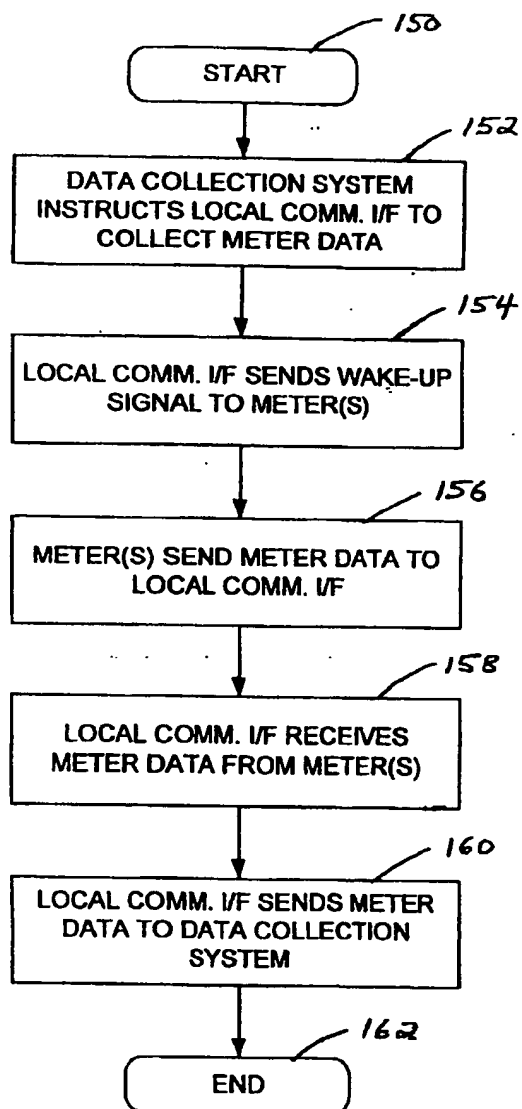 150
START
152
DATA COLLECTION SYSTEM
INSTRUCTS LOCAL COMM. I/F TO
COLLECT METER DATA
154
LOCAL COMM. I/F SENDS WAKE-UP
SIGNAL TO METER(S)
156
METER(S) SEND METER DATA TO
LOCAL COMM. I/F
158
LOCAL COMM. I/F RECEIVES
METER DATA FROM METER(S)
160
LOCAL COMM. I/F SENDS METER
DATA TO DATA COLLECTION
SYSTEM
162
END